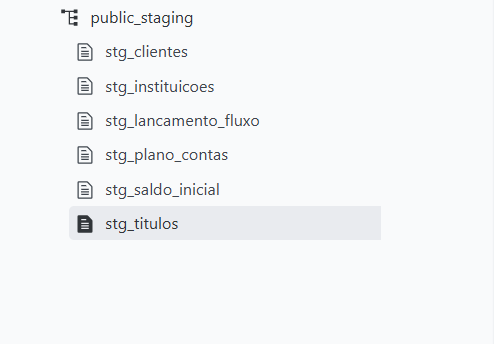 public_staging
stg_clientes
stg_instituicoes
stg_lancamento_fluxo
stg_plano_contas
stg_saldo_inicial
stg_titulos